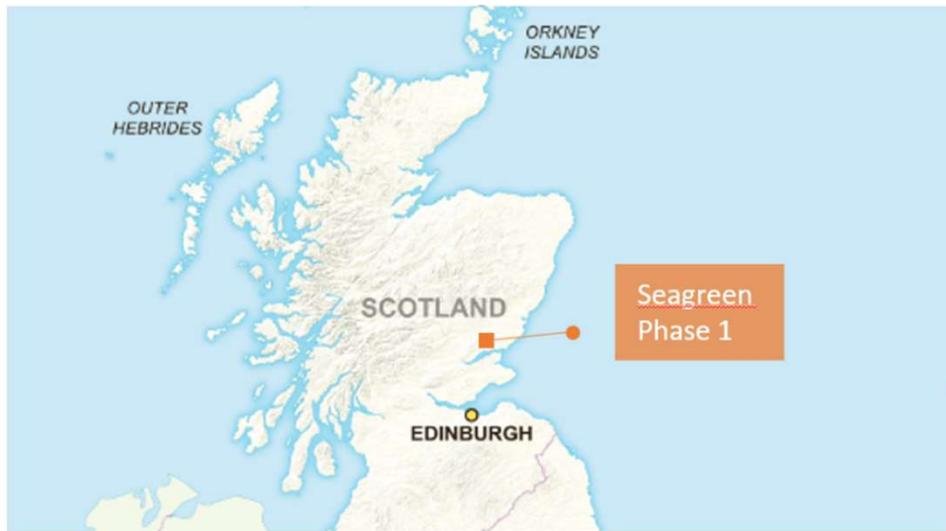 ORKNEY
ISLANDS
OUTER
HEBRIDES
SCOTLAND
Seagreen
Phase 1
EDINBURGH